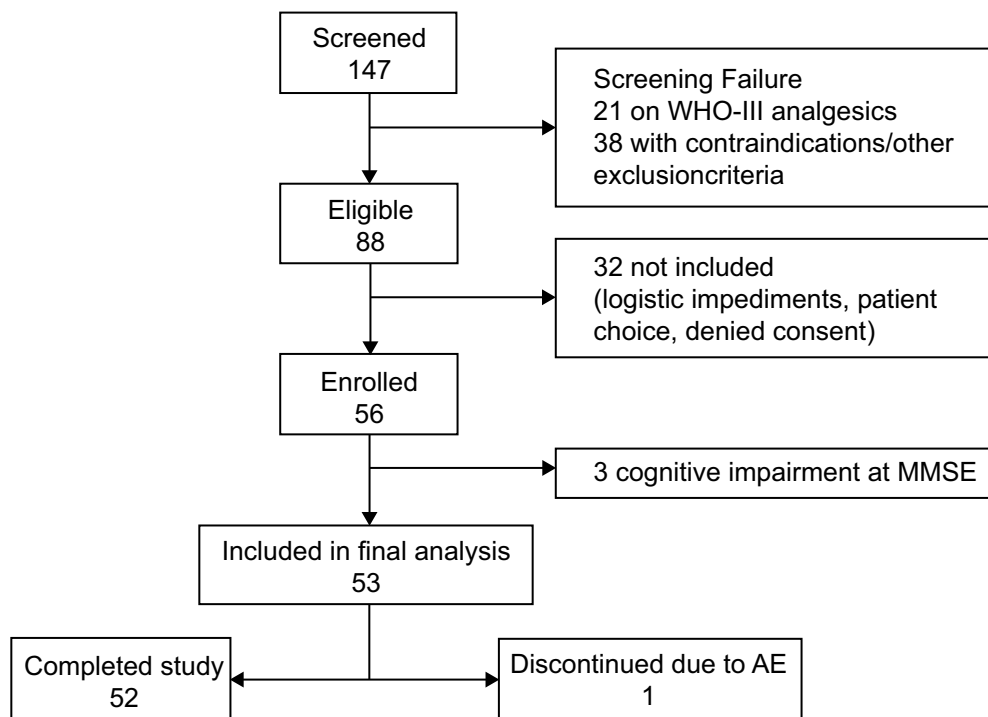 Screened
147
Screening Failure
21 on WHO-III analgesics
38 with contraindications/other
exclusioncriteria
Eligible
88
32 not included
(logistic impediments, patient
choice, denied consent)
Enrolled
56
3 cognitive impairment at MMSE
Included in final analysis
53
Completed study
52
Discontinued due to AE
1